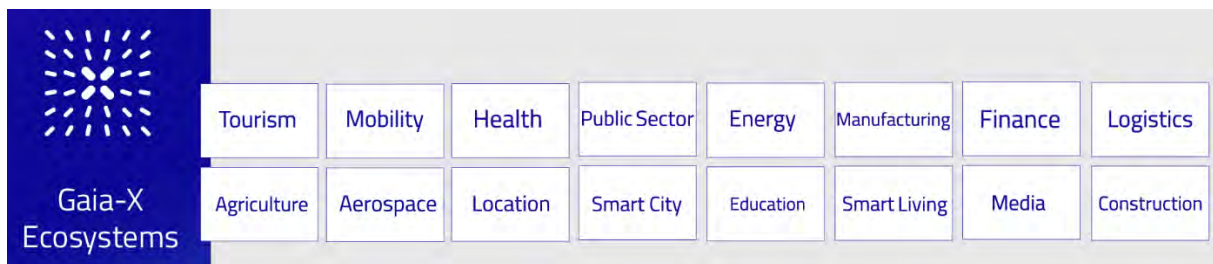 Gaia-X
Ecosystems
Tourism Mobility Health Public Sector Energy Manufacturing Finance Logistics
Agriculture Aerospace Location Smart City Education Smart Living Media Construction